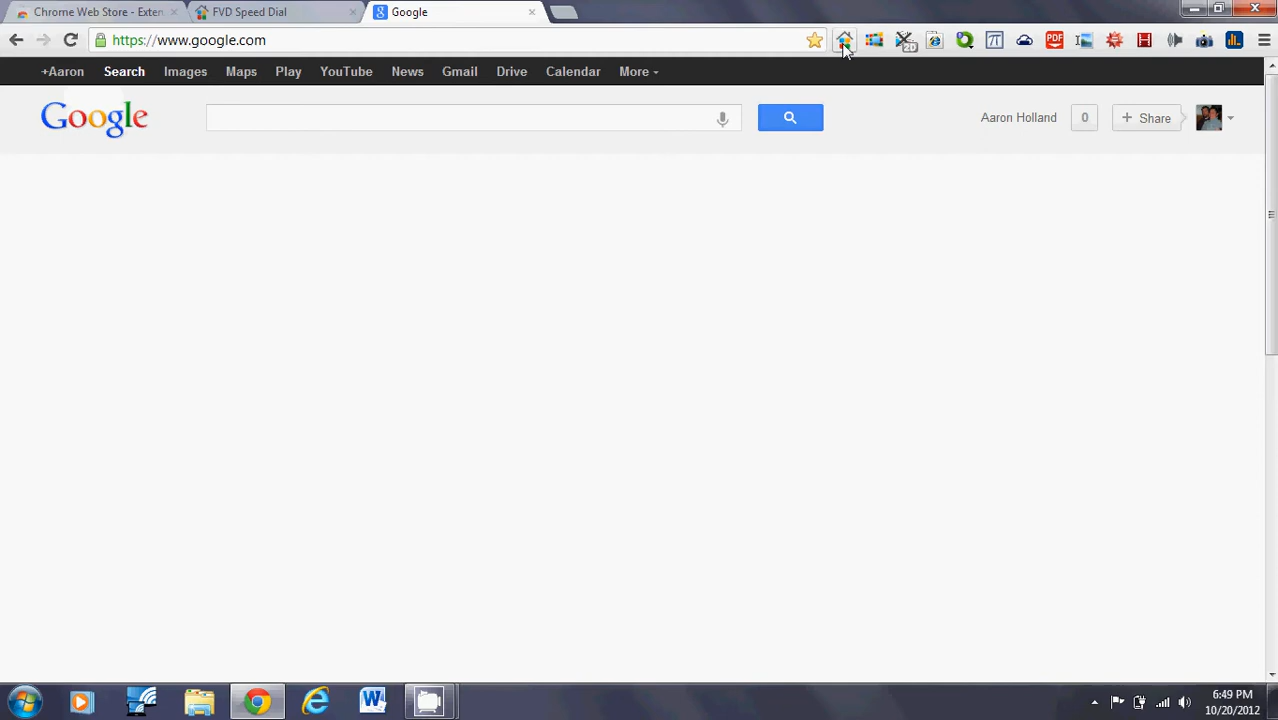 Chrome Web Store - Exten
FVD Speed Dial
Google
https://www.google.com
PDF
+Aaron Search Images Maps Play YouTube News Gmail Drive Calendar More
Google
Aaron Holland
0
+ Share
6:49 PM
10/20/2012